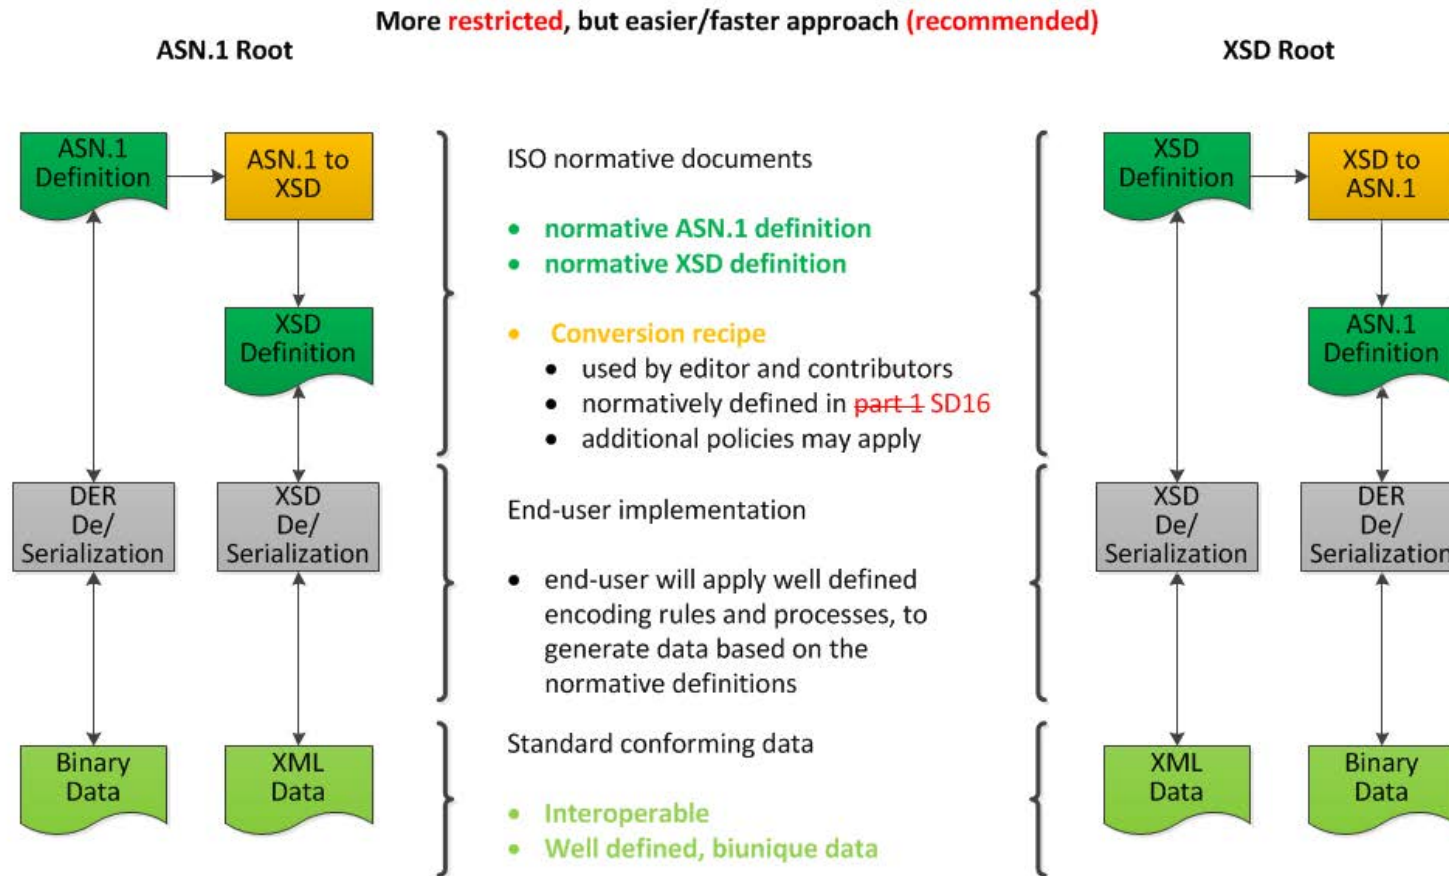 More restricted, but easier/faster approach (recommended)
ASN.1 Root
XSD Root
ASN.1
Definition
ASN.1 to
XSD
XSD
Definition
DER
De/
Serialization
XSD
De/
Serialization
Binary
Data
XML
Data
ISO normative documents
• normative ASN.1 definition
• normative XSD definition
• Conversion recipe
• used by editor and contributors
• normatively defined in part 1 SD16
• additional policies may apply
End-user implementation
• end-user will apply well defined
encoding rules and processes, to
generate data based on the
normative definitions
Standard conforming data
• Interoperable
• Well defined, biunique data
XSD
Definition
XSD to
ASN.1
ASN.1
Definition
XSD
De/
Serialization
DER
De/
Serialization
XML
Data
Binary
Data